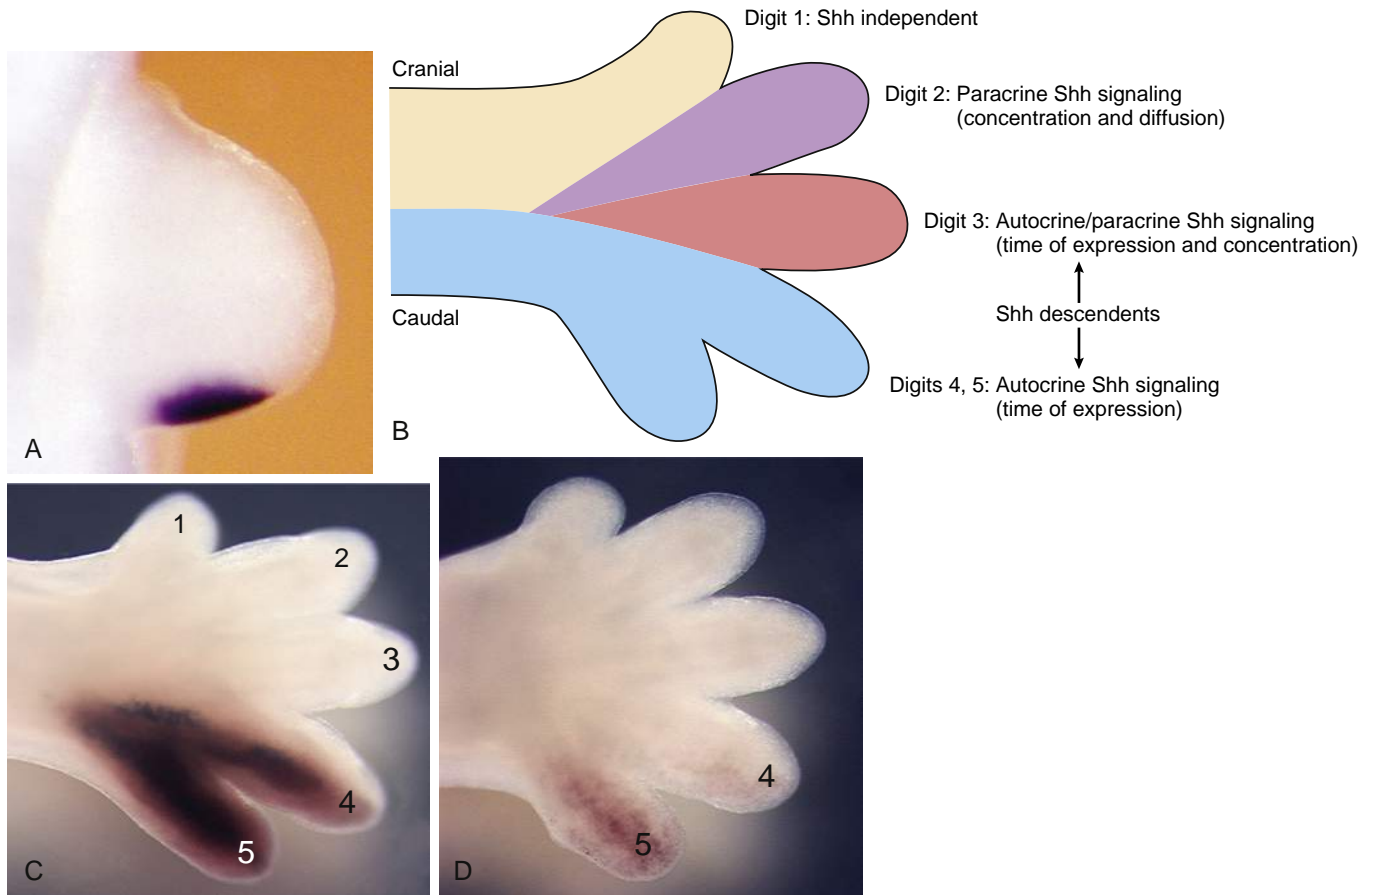 Digit 1: Shh independent
Cranial
Digit 2: Paracrine Shh signaling
(concentration and diffusion)
Digit 3: Autocrine/paracrine Shh signaling
(time of expression and concentration)
Shh descendents
Caudal
Digits 4, 5: Autocrine Shh signaling
(time of expression)
A
B
1
2
3
4
5
C
4
5
D